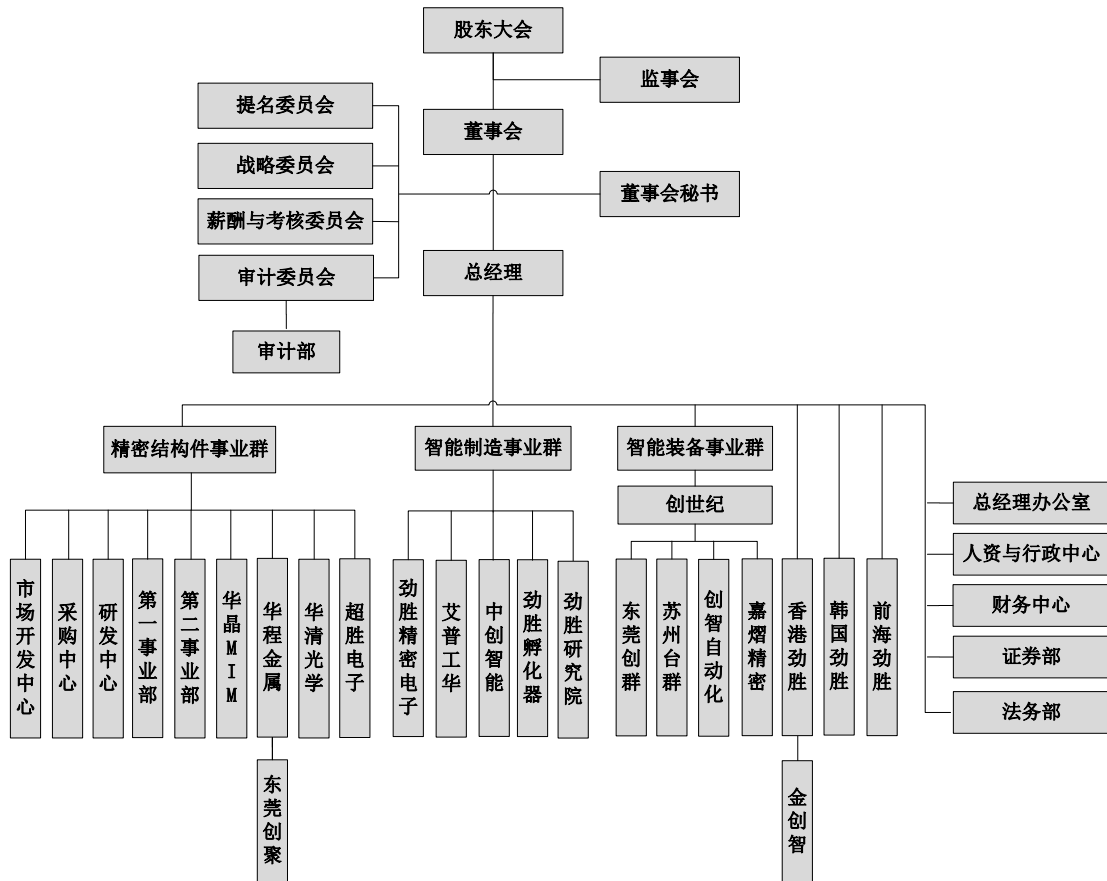 股东大会
监事会
提名委员会
董事会
战略委员会
董事会秘书
薪酬与考核委员会
总经理
审计委员会
审计部
精密结构件事业群
智能制造事业群
智能装备事业群
创世纪
总经理办公室
人资与行政中心
财务中心
证券部
法务部
市场开发中心
采购中心
研发中心
第一事业部
第二事业部
华晶MIM
华程金属
华清光学
超胜电子
劲胜精密电子
艾普工华
中创智能
劲胜孵化器
劲胜研究院
东莞创群
苏州台群
创智自动化
嘉熠精密
香港劲胜
韩国劲胜
前海劲胜
东莞创聚
金创智